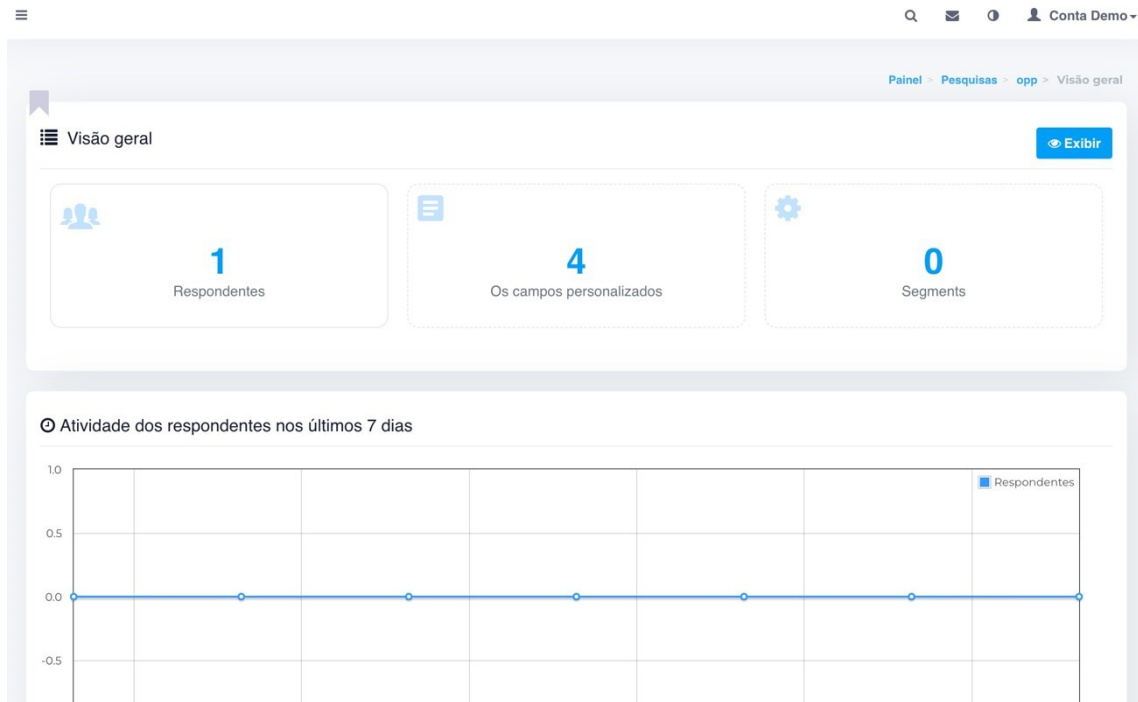 Conta Demo
Painel > Pesquisas > opp > Visão geral
Visão geral
Exibir
1
Respondentes
4
Os campos personalizados
0
Segments
Atividade dos respondentes nos últimos 7 dias
1.0
Respondentes
0.5
0.0
-0.5